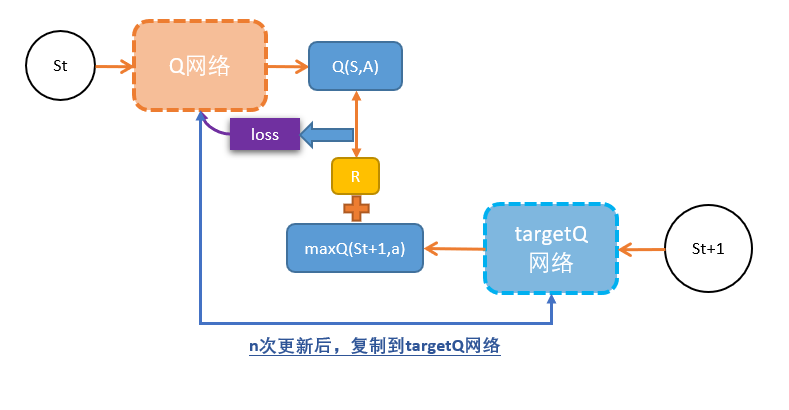 St
Q网络
Q(S,A)
loss
R
maxQ(St+1,a)
targetQ
网络
St+1
n次更新后，复制到targetQ网络